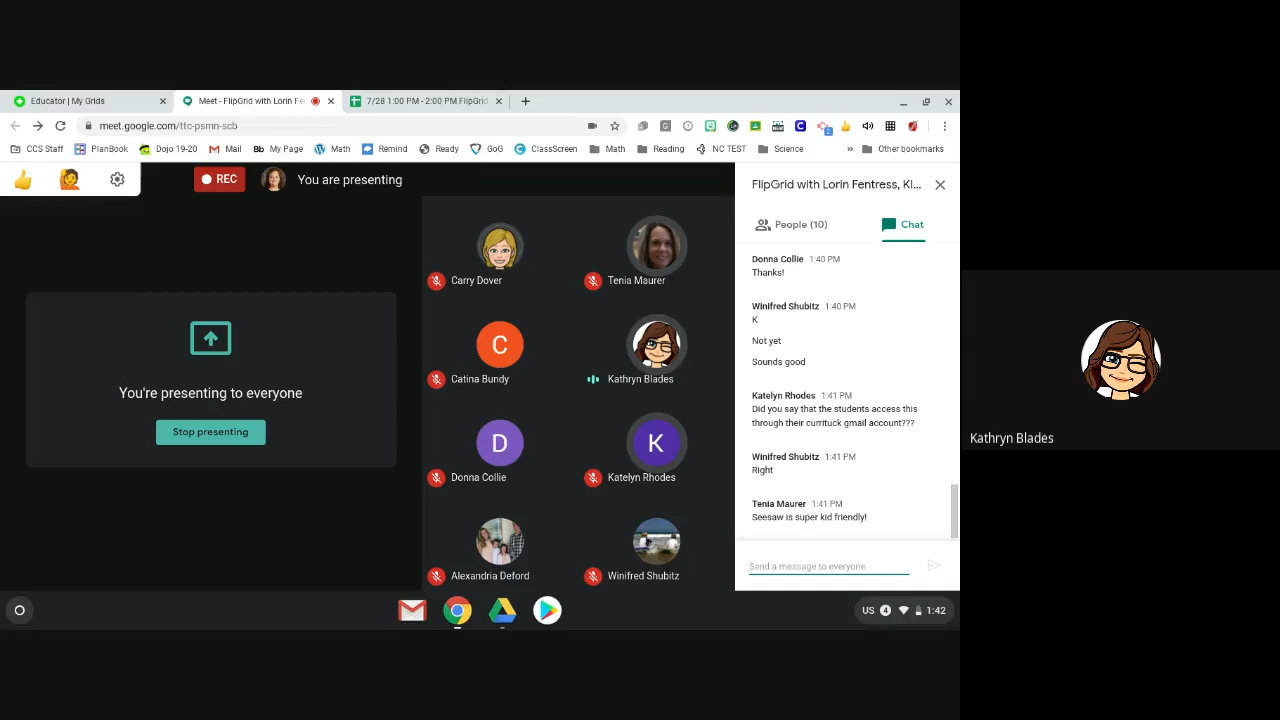 Educator | My Grids
Meet - FlipGrid with Lorin Fe
7/28 1:00 PM - 2:00 PM FlipGrid
meet.google.com/ttc-psmn-scb
CCS Staff PlanBook Dojo 19-20 Mail Bb My Page Math Remind Ready GoG ClassScreen Math Reading NC TEST Science » Other bookmarks
REC You are presenting
FlipGrid with Lorin Fentress, Kl...
People (10) Chat
You're presenting to everyone
Stop presenting
Carry Dover
Tenia Maurer
C
Catina Bundy
Kathryn Blades
D
Donna Collie
K
Katelyn Rhodes
Alexandria Deford
Winifred Shubitz
Donna Collie 1:40 PM
Thanks!
Winifred Shubitz 1:40 PM
K
Not yet
Sounds good
Katelyn Rhodes 1:41 PM
Did you say that the students access this
through their currituck gmail account???
Winifred Shubitz 1:41 PM
Right
Tenia Maurer 1:41 PM
Seesaw is super kid friendly!
Send a message to everyone
US 4 1:42
Kathryn Blades